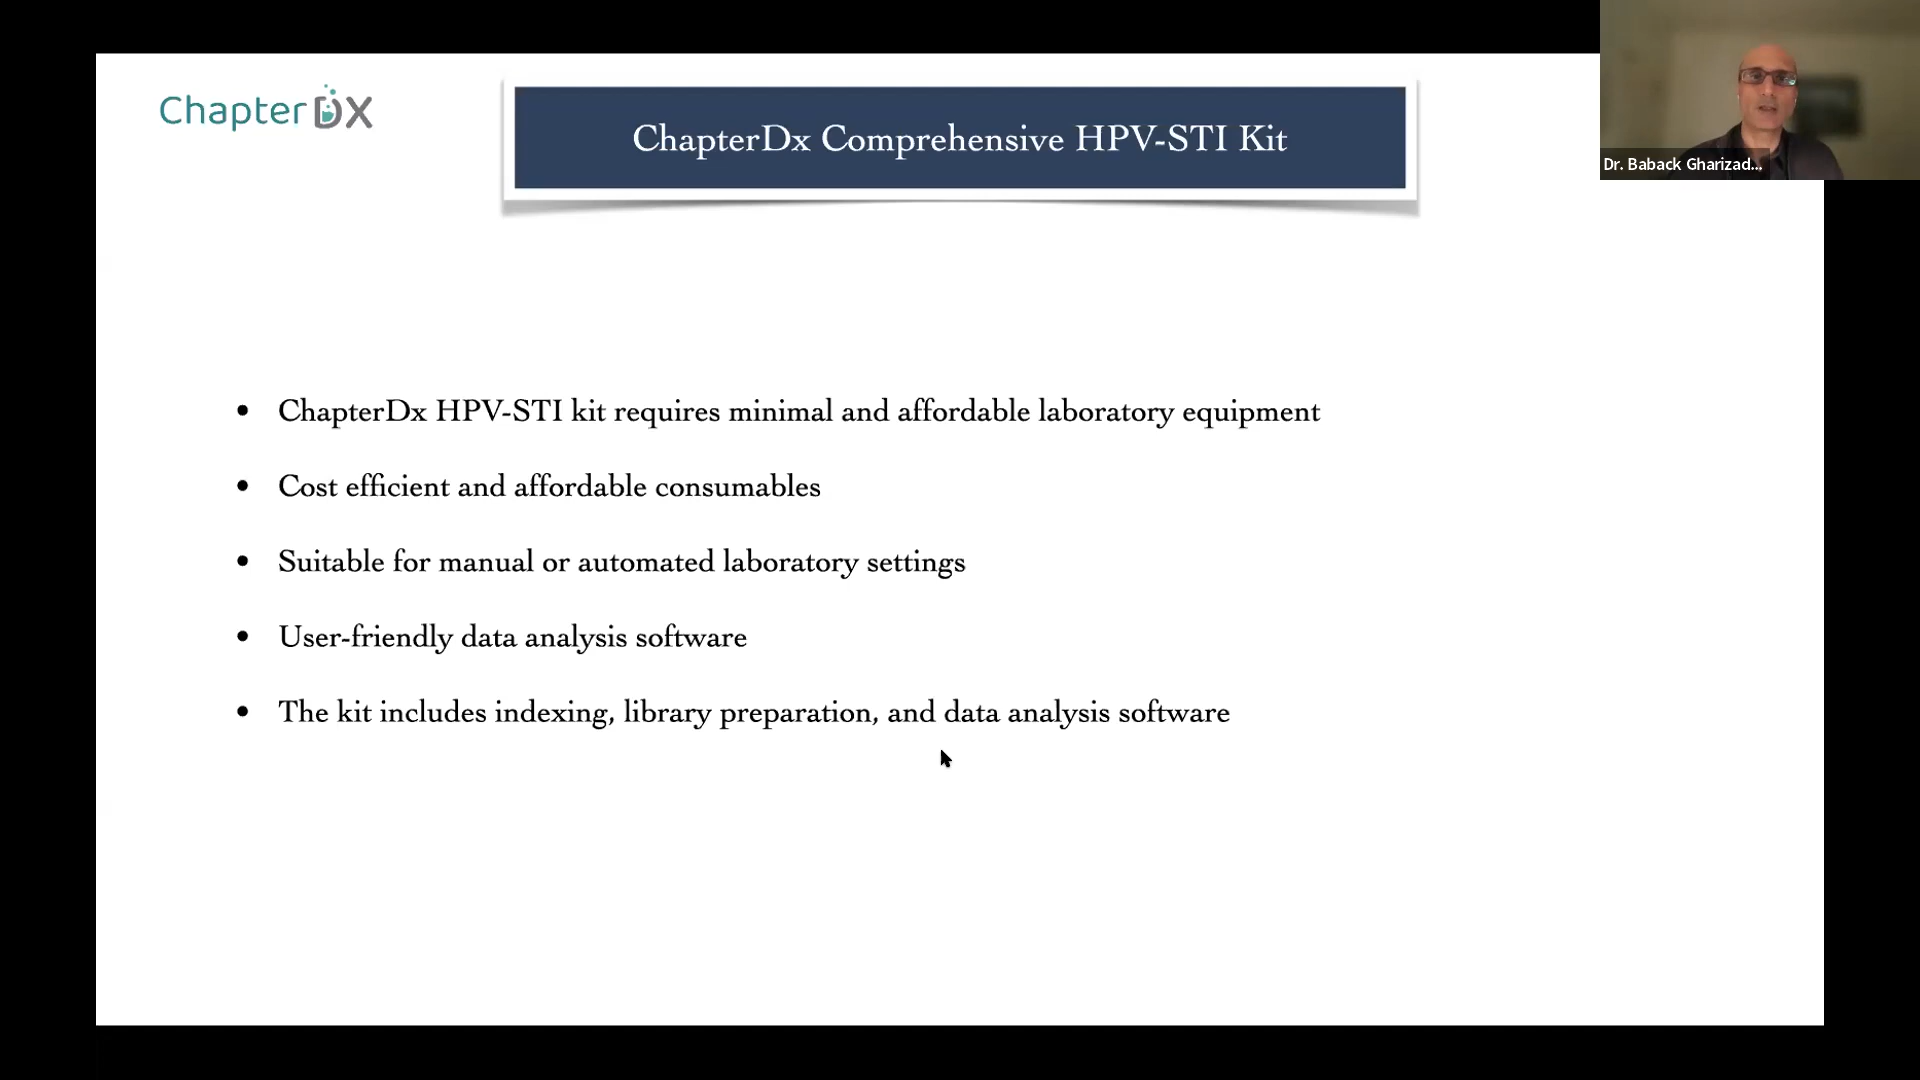 ChapterDX
ChapterDx Comprehensive HPV-STI Kit
Dr. Baback Gharizad...
• ChapterDx HPV-STI kit requires minimal and affordable laboratory equipment
• Cost efficient and affordable consumables
• Suitable for manual or automated laboratory settings
• User-friendly data analysis software
• The kit includes indexing, library preparation, and data analysis software